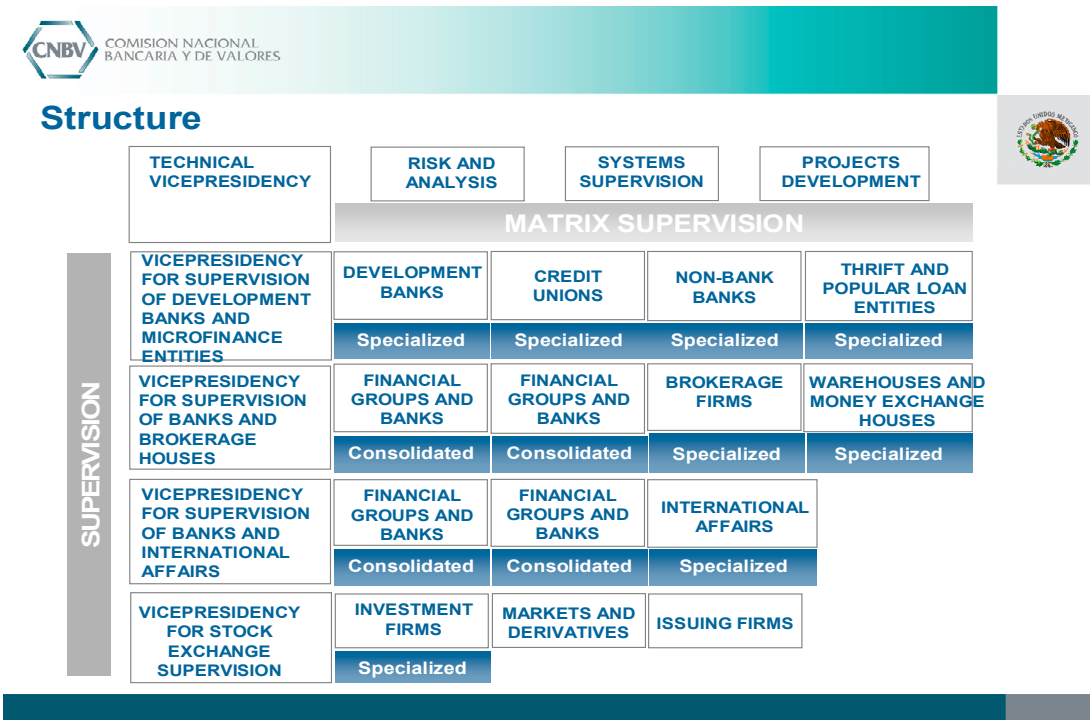 CNBV
COMISION NACIONAL
BANCARIA Y DE VALORES
Structure
ESTADOS UNIDOS MEXICANOS
TECHNICAL
VICEPRESIDENCY
RISK AND
ANALYSIS
SYSTEMS
SUPERVISION
PROJECTS
DEVELOPMENT
MATRIX SUPERVISION
SUPERVISION
VICEPRESIDENCY
FOR SUPERVISION
OF DEVELOPMENT
BANKS AND
MICROFINANCE
ENTITIES
DEVELOPMENT
BANKS
Specialized
CREDIT
UNIONS
Specialized
NON-BANK
BANKS
Specialized
THRIFT AND
POPULAR LOAN
ENTITIES
Specialized
VICEPRESIDENCY
FOR SUPERVISION
OF BANKS AND
BROKERAGE
HOUSES
FINANCIAL
GROUPS AND
BANKS
Consolidated
FINANCIAL
GROUPS AND
BANKS
Consolidated
BROKERAGE
FIRMS
Specialized
WAREHOUSES AND
MONEY EXCHANGE
HOUSES
Specialized
VICEPRESIDENCY
FOR SUPERVISION
OF BANKS AND
INTERNATIONAL
AFFAIRS
FINANCIAL
GROUPS AND
BANKS
Consolidated
FINANCIAL
GROUPS AND
BANKS
Consolidated
INTERNATIONAL
AFFAIRS
Specialized
VICEPRESIDENCY
FOR STOCK
EXCHANGE
SUPERVISION
INVESTMENT
FIRMS
Specialized
MARKETS AND
DERIVATIVES
ISSUING FIRMS